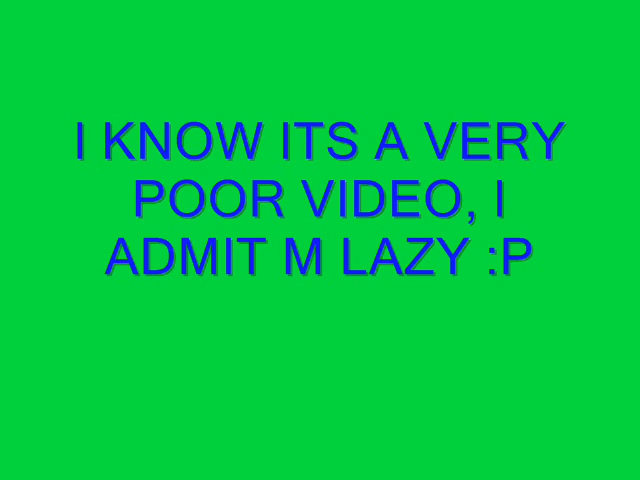 I KNOW ITS A VERY
POOR VIDEO, I
ADMIT M LAZY :P